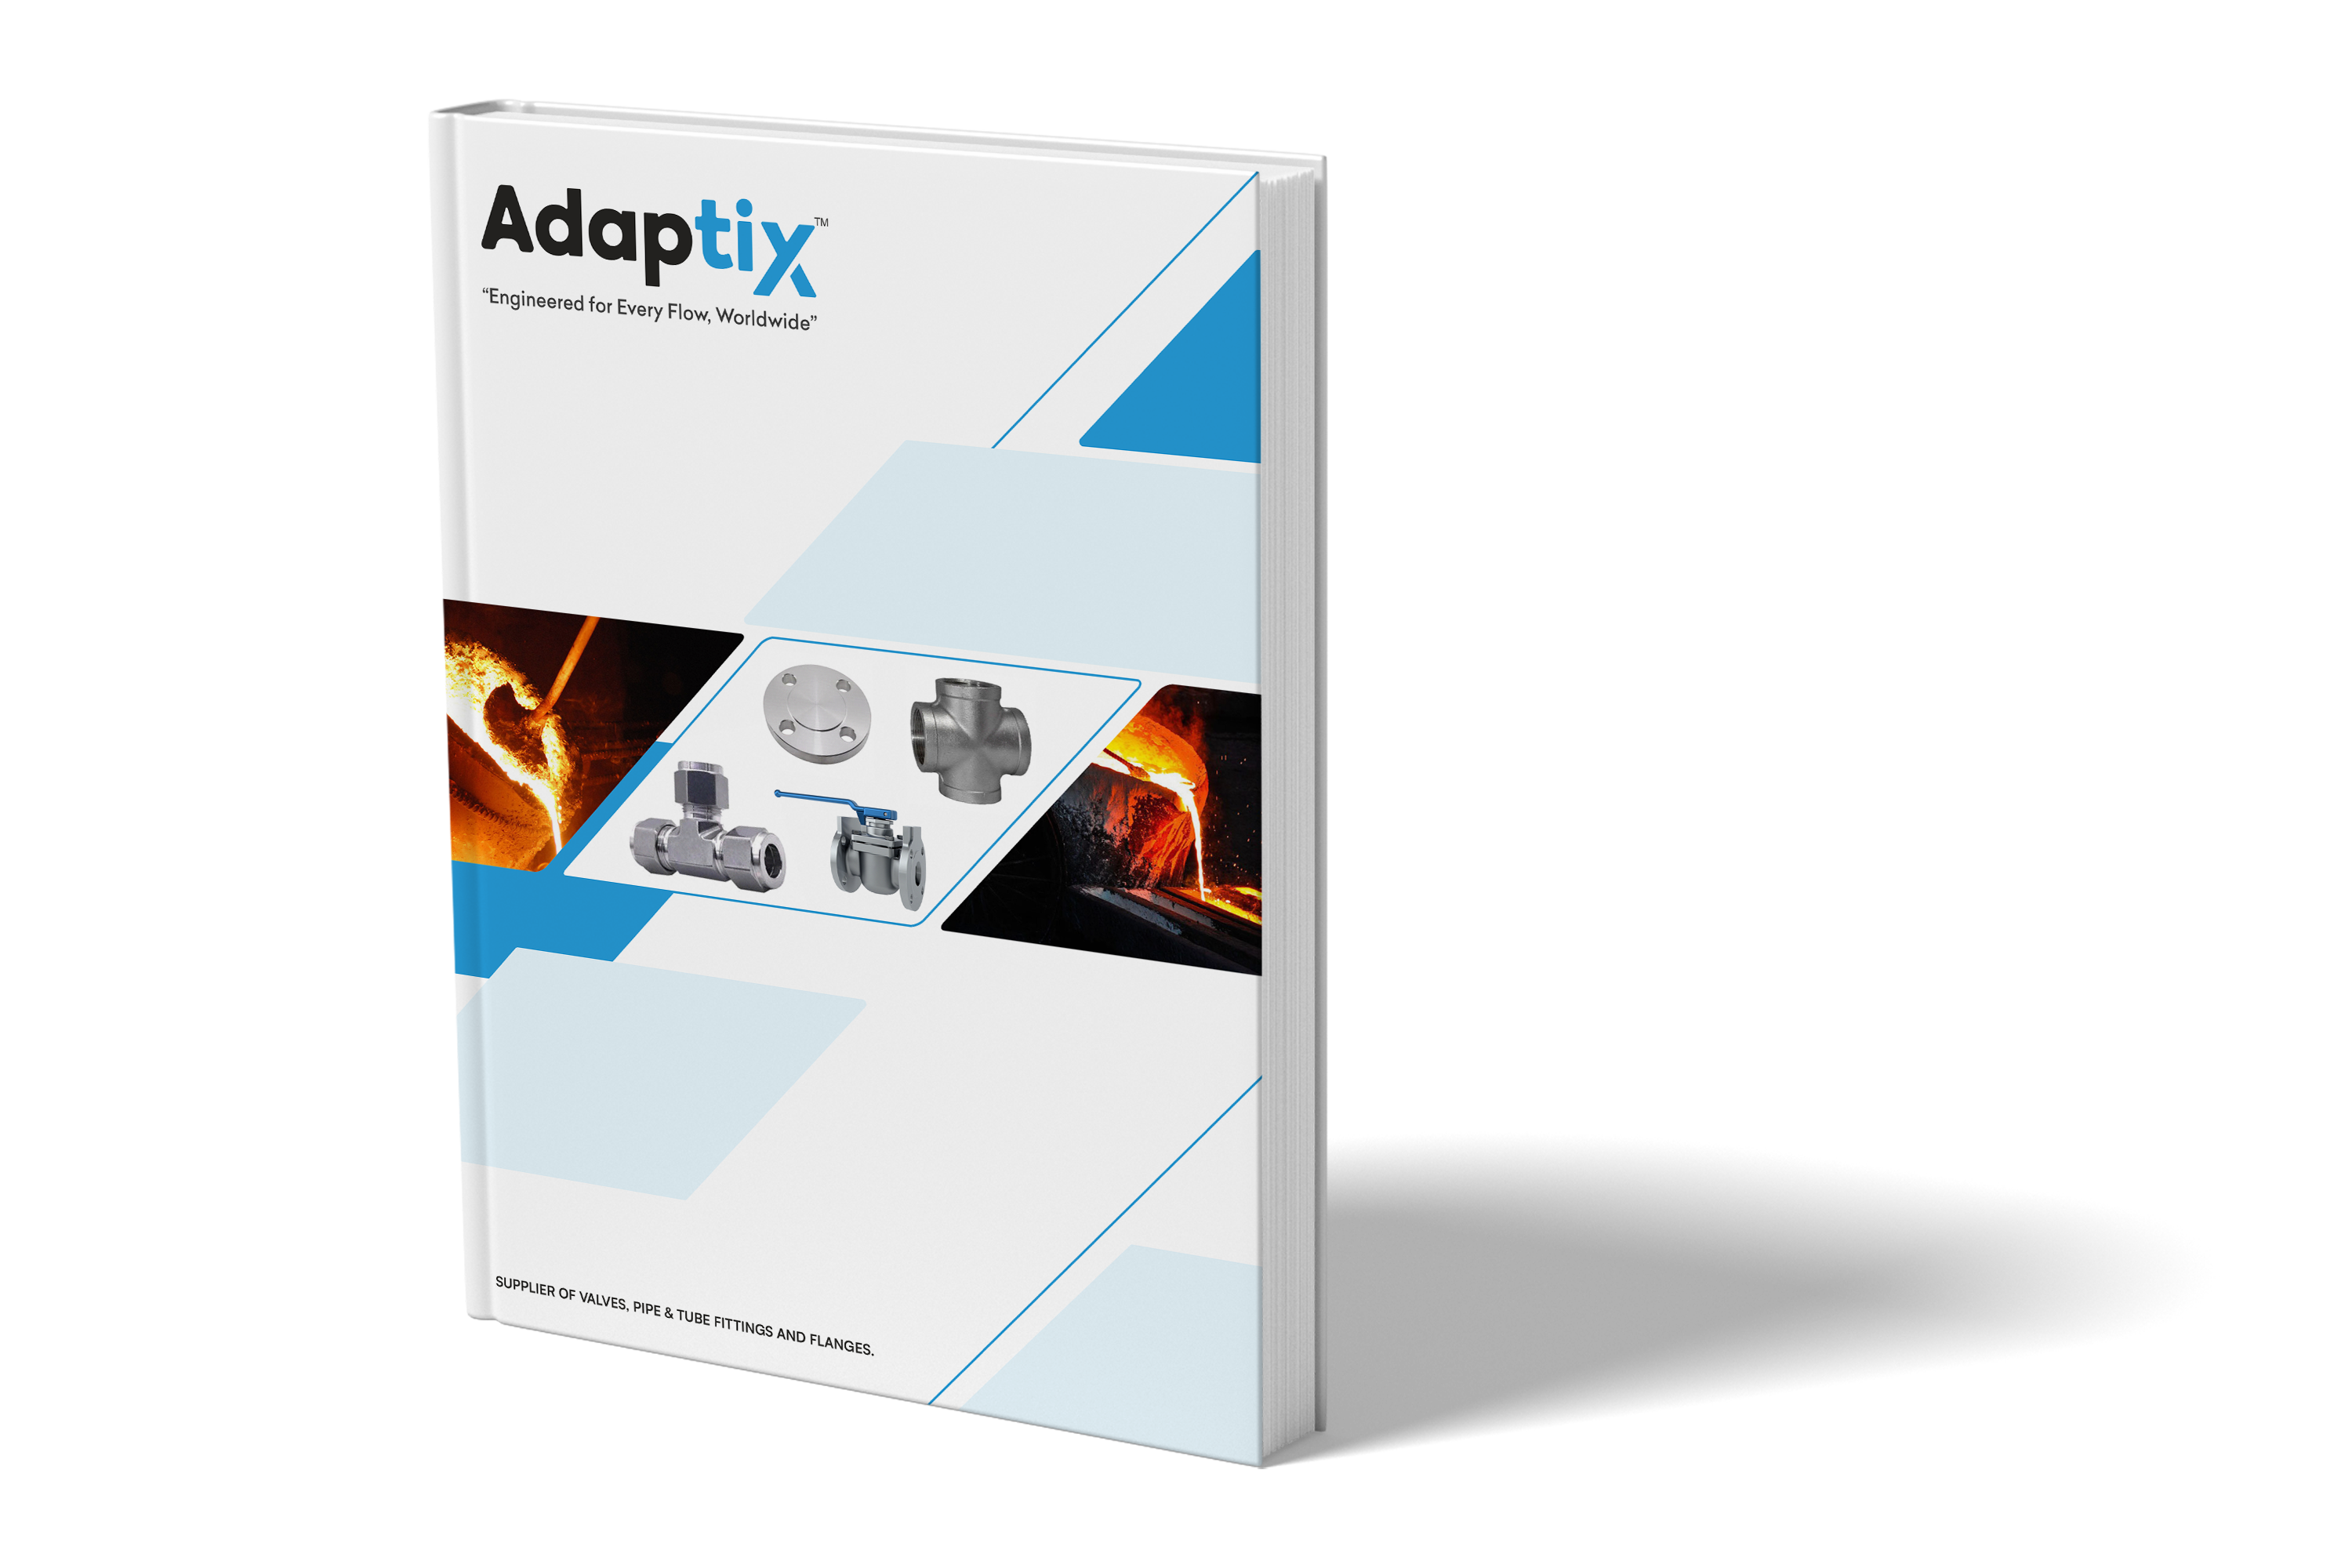 Adaptix™
“Engineered for Every Flow, Worldwide”
SUPPLIER OF VALVES, PIPE & TUBE FITTINGS AND FLANGES.